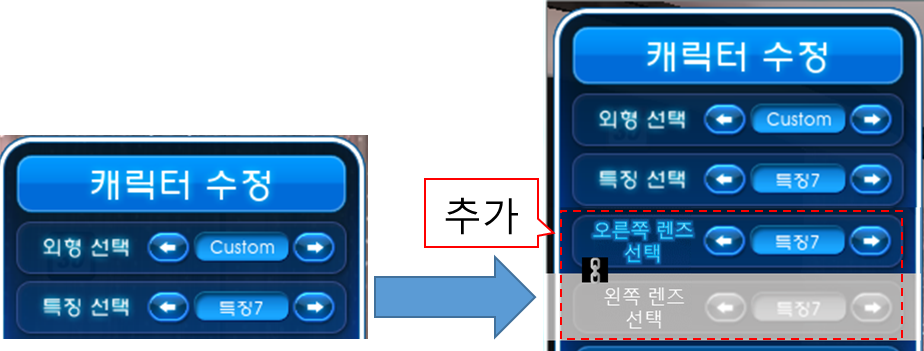 캐릭터 수정
외형 선택
Custom
특징 선택
특징7
추가
캐릭터 수정
외형 선택
Custom
특징 선택
특징7
오른쪽 렌즈
선택
특징7
왼쪽 렌즈
선택
특징7